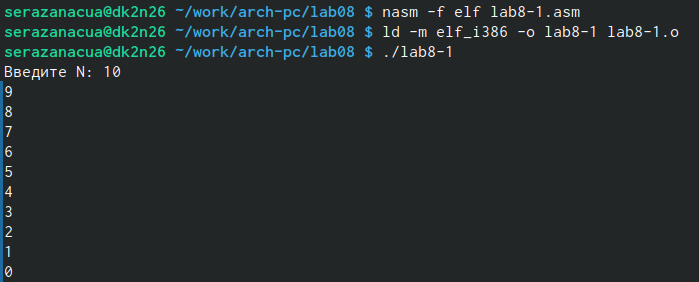 serazanacua@dk2n26 ~/work/arch-pc/lab08 $ nasm -f elf lab8-1.asm
serazanacua@dk2n26 ~/work/arch-pc/lab08 $ ld -m elf_i386 -o lab8-1 lab8-1.o
serazanacua@dk2n26 ~/work/arch-pc/lab08 $ ./lab8-1
Введите N: 10
9
8
7
6
5
4
3
2
1
0